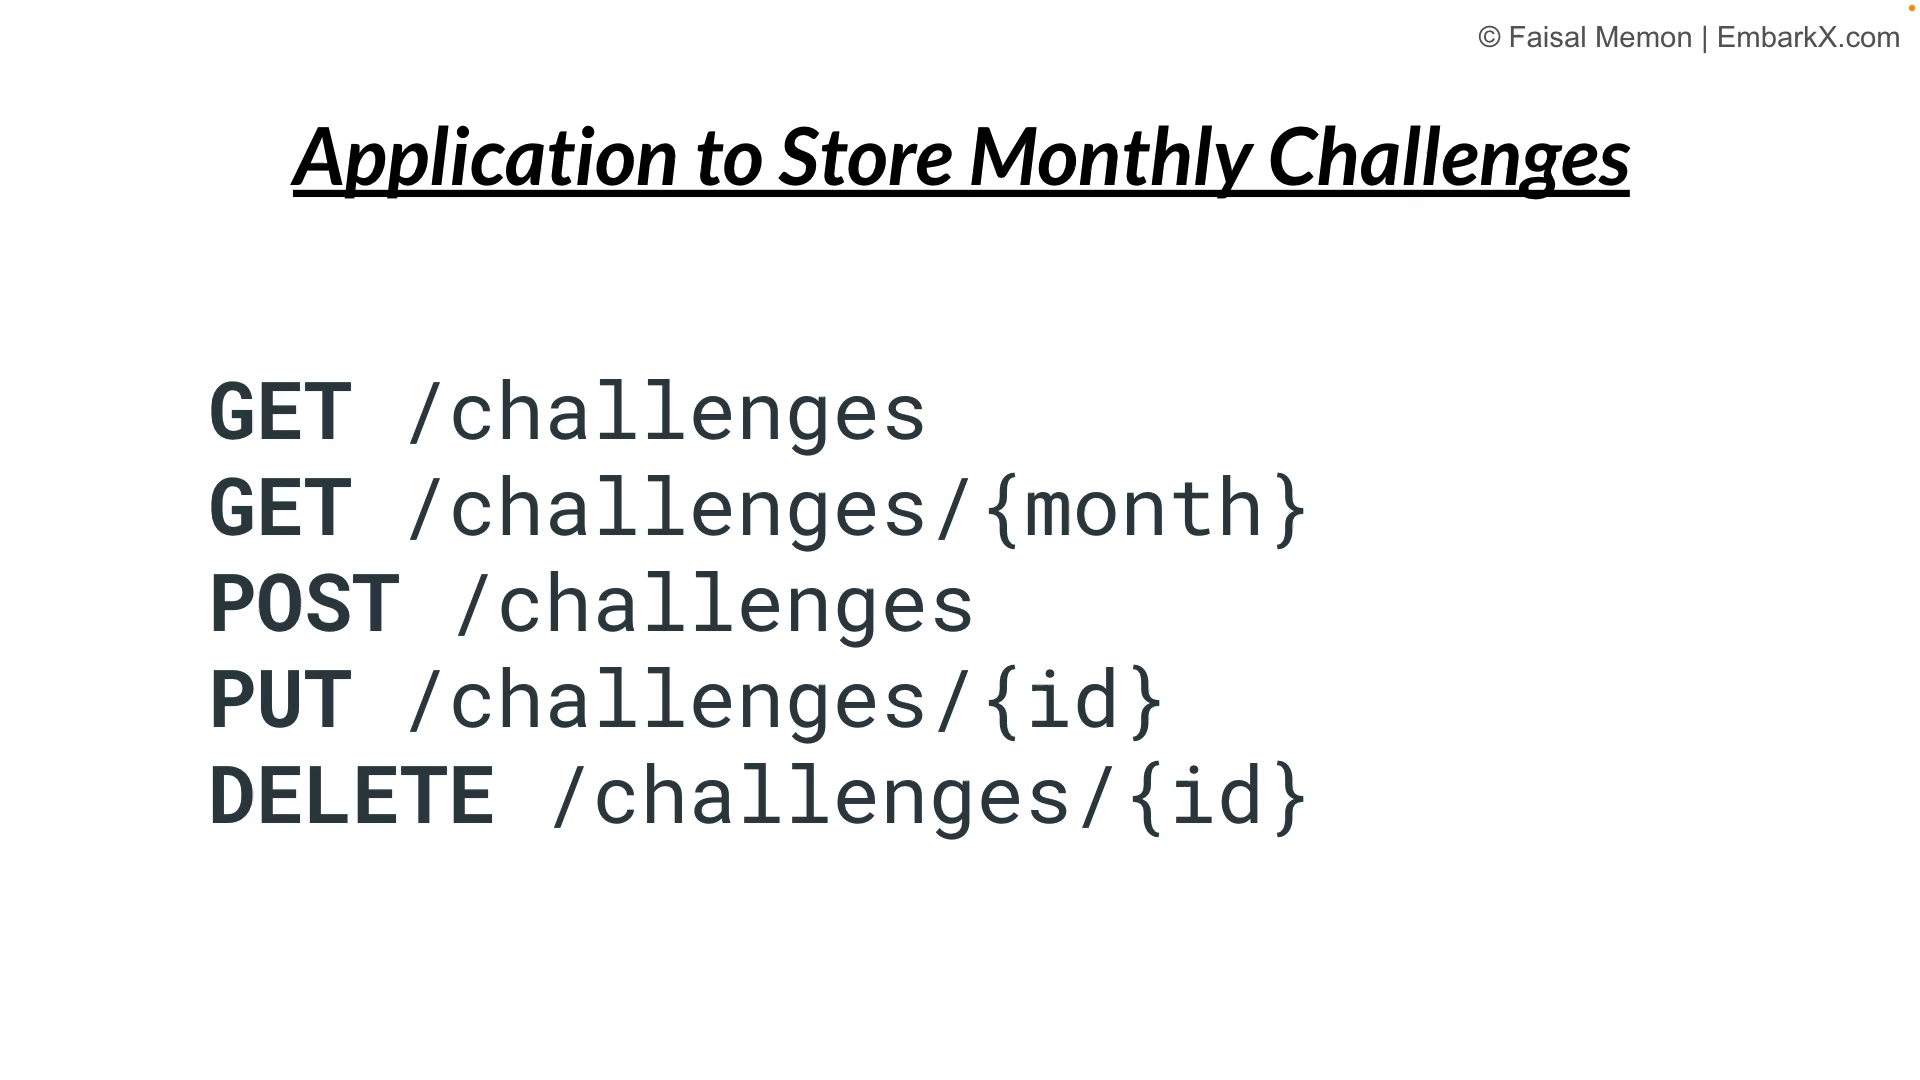 © Faisal Memon | EmbarkX.com
Application to Store Monthly Challenges
GET /challenges
GET /challenges/{month}
POST /challenges
PUT /challenges/{id}
DELETE /challenges/{id}